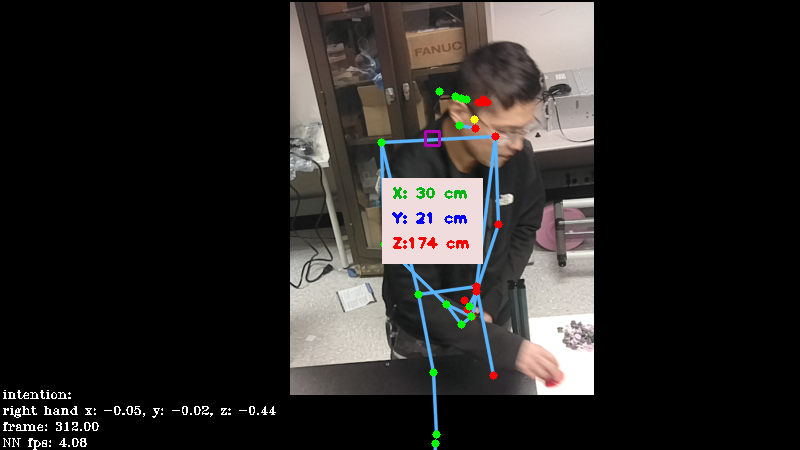 FANUC
X: 30 cm
Y: 21 cm
Z:174 cm
intention:
right hand x: -0.05, y: -0.02, z: -0.44
frame: 312.00
NN fps: 4.08